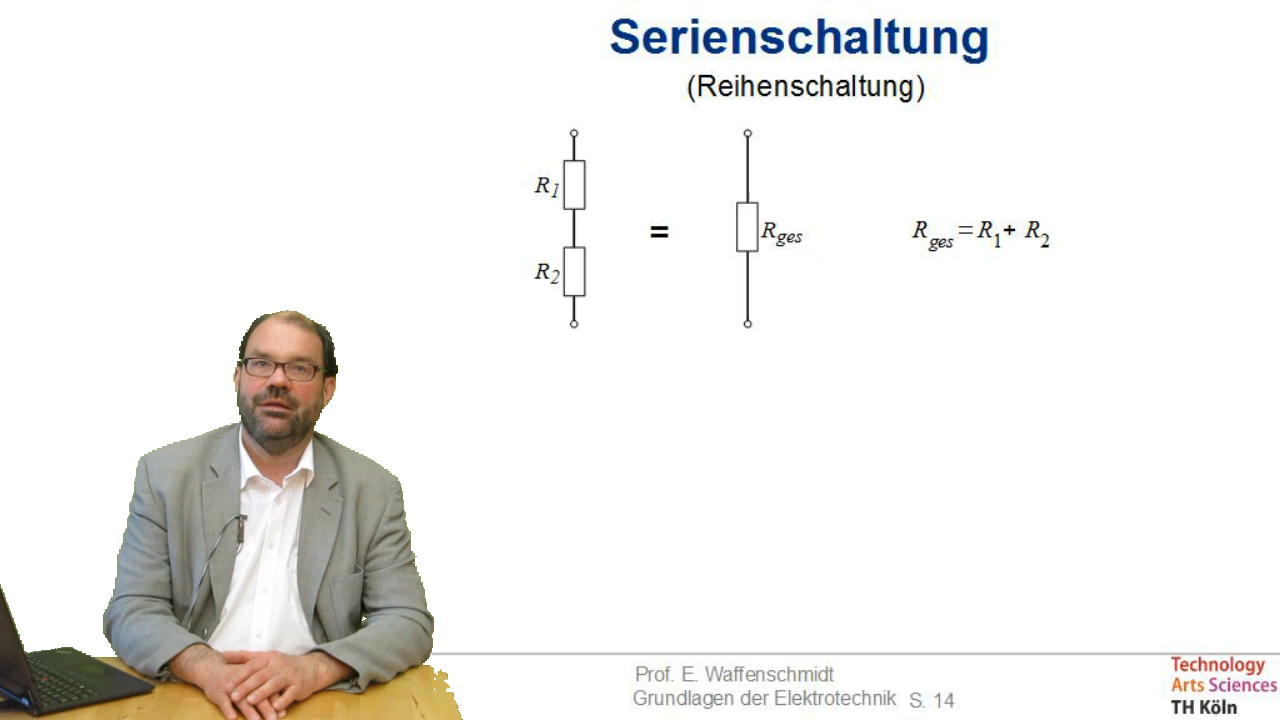 Serienschaltung
(Reihenschaltung)
R1
R2
=
Rges
Rges = R1 + R2
Prof. E. Waffenschmidt
Grundlagen der Elektrotechnik S. 14
Technology
Arts Sciences
TH Köln